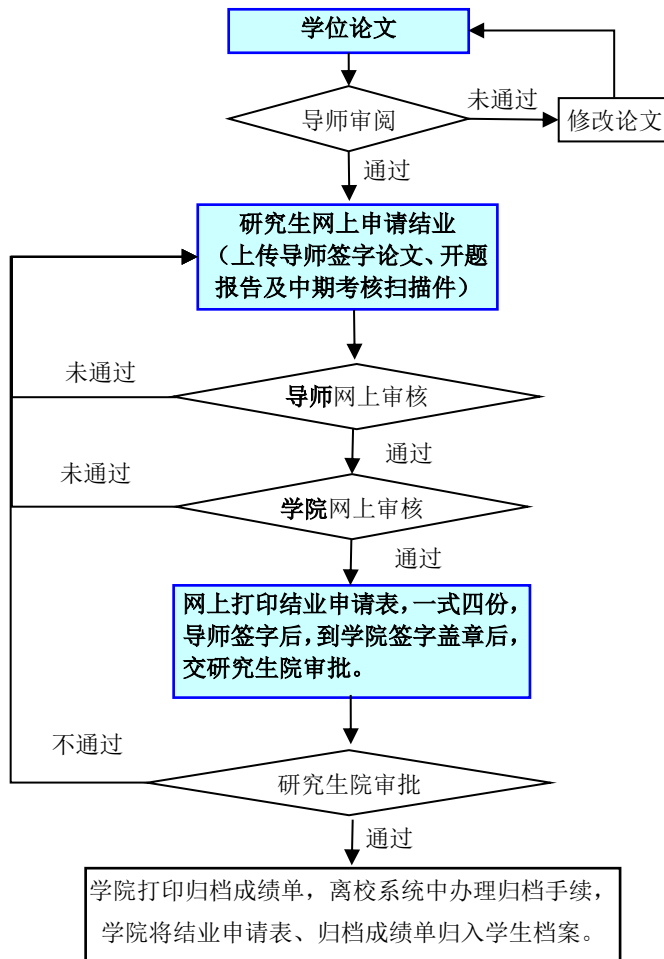 学位论文
未通过
导师审阅
修改论文
通过
研究生网上申请结业
（上传导师签字论文、开题
报告及中期考核扫描件）
未通过
导师网上审核
通过
未通过
学院网上审核
通过
网上打印结业申请表，一式四份，
导师签字后，到学院签字盖章后，
交研究生院审批。
不通过
研究生院审批
通过
学院打印归档成绩单，离校系统中办理归档手续，
学院将结业申请表、归档成绩单归入学生档案。